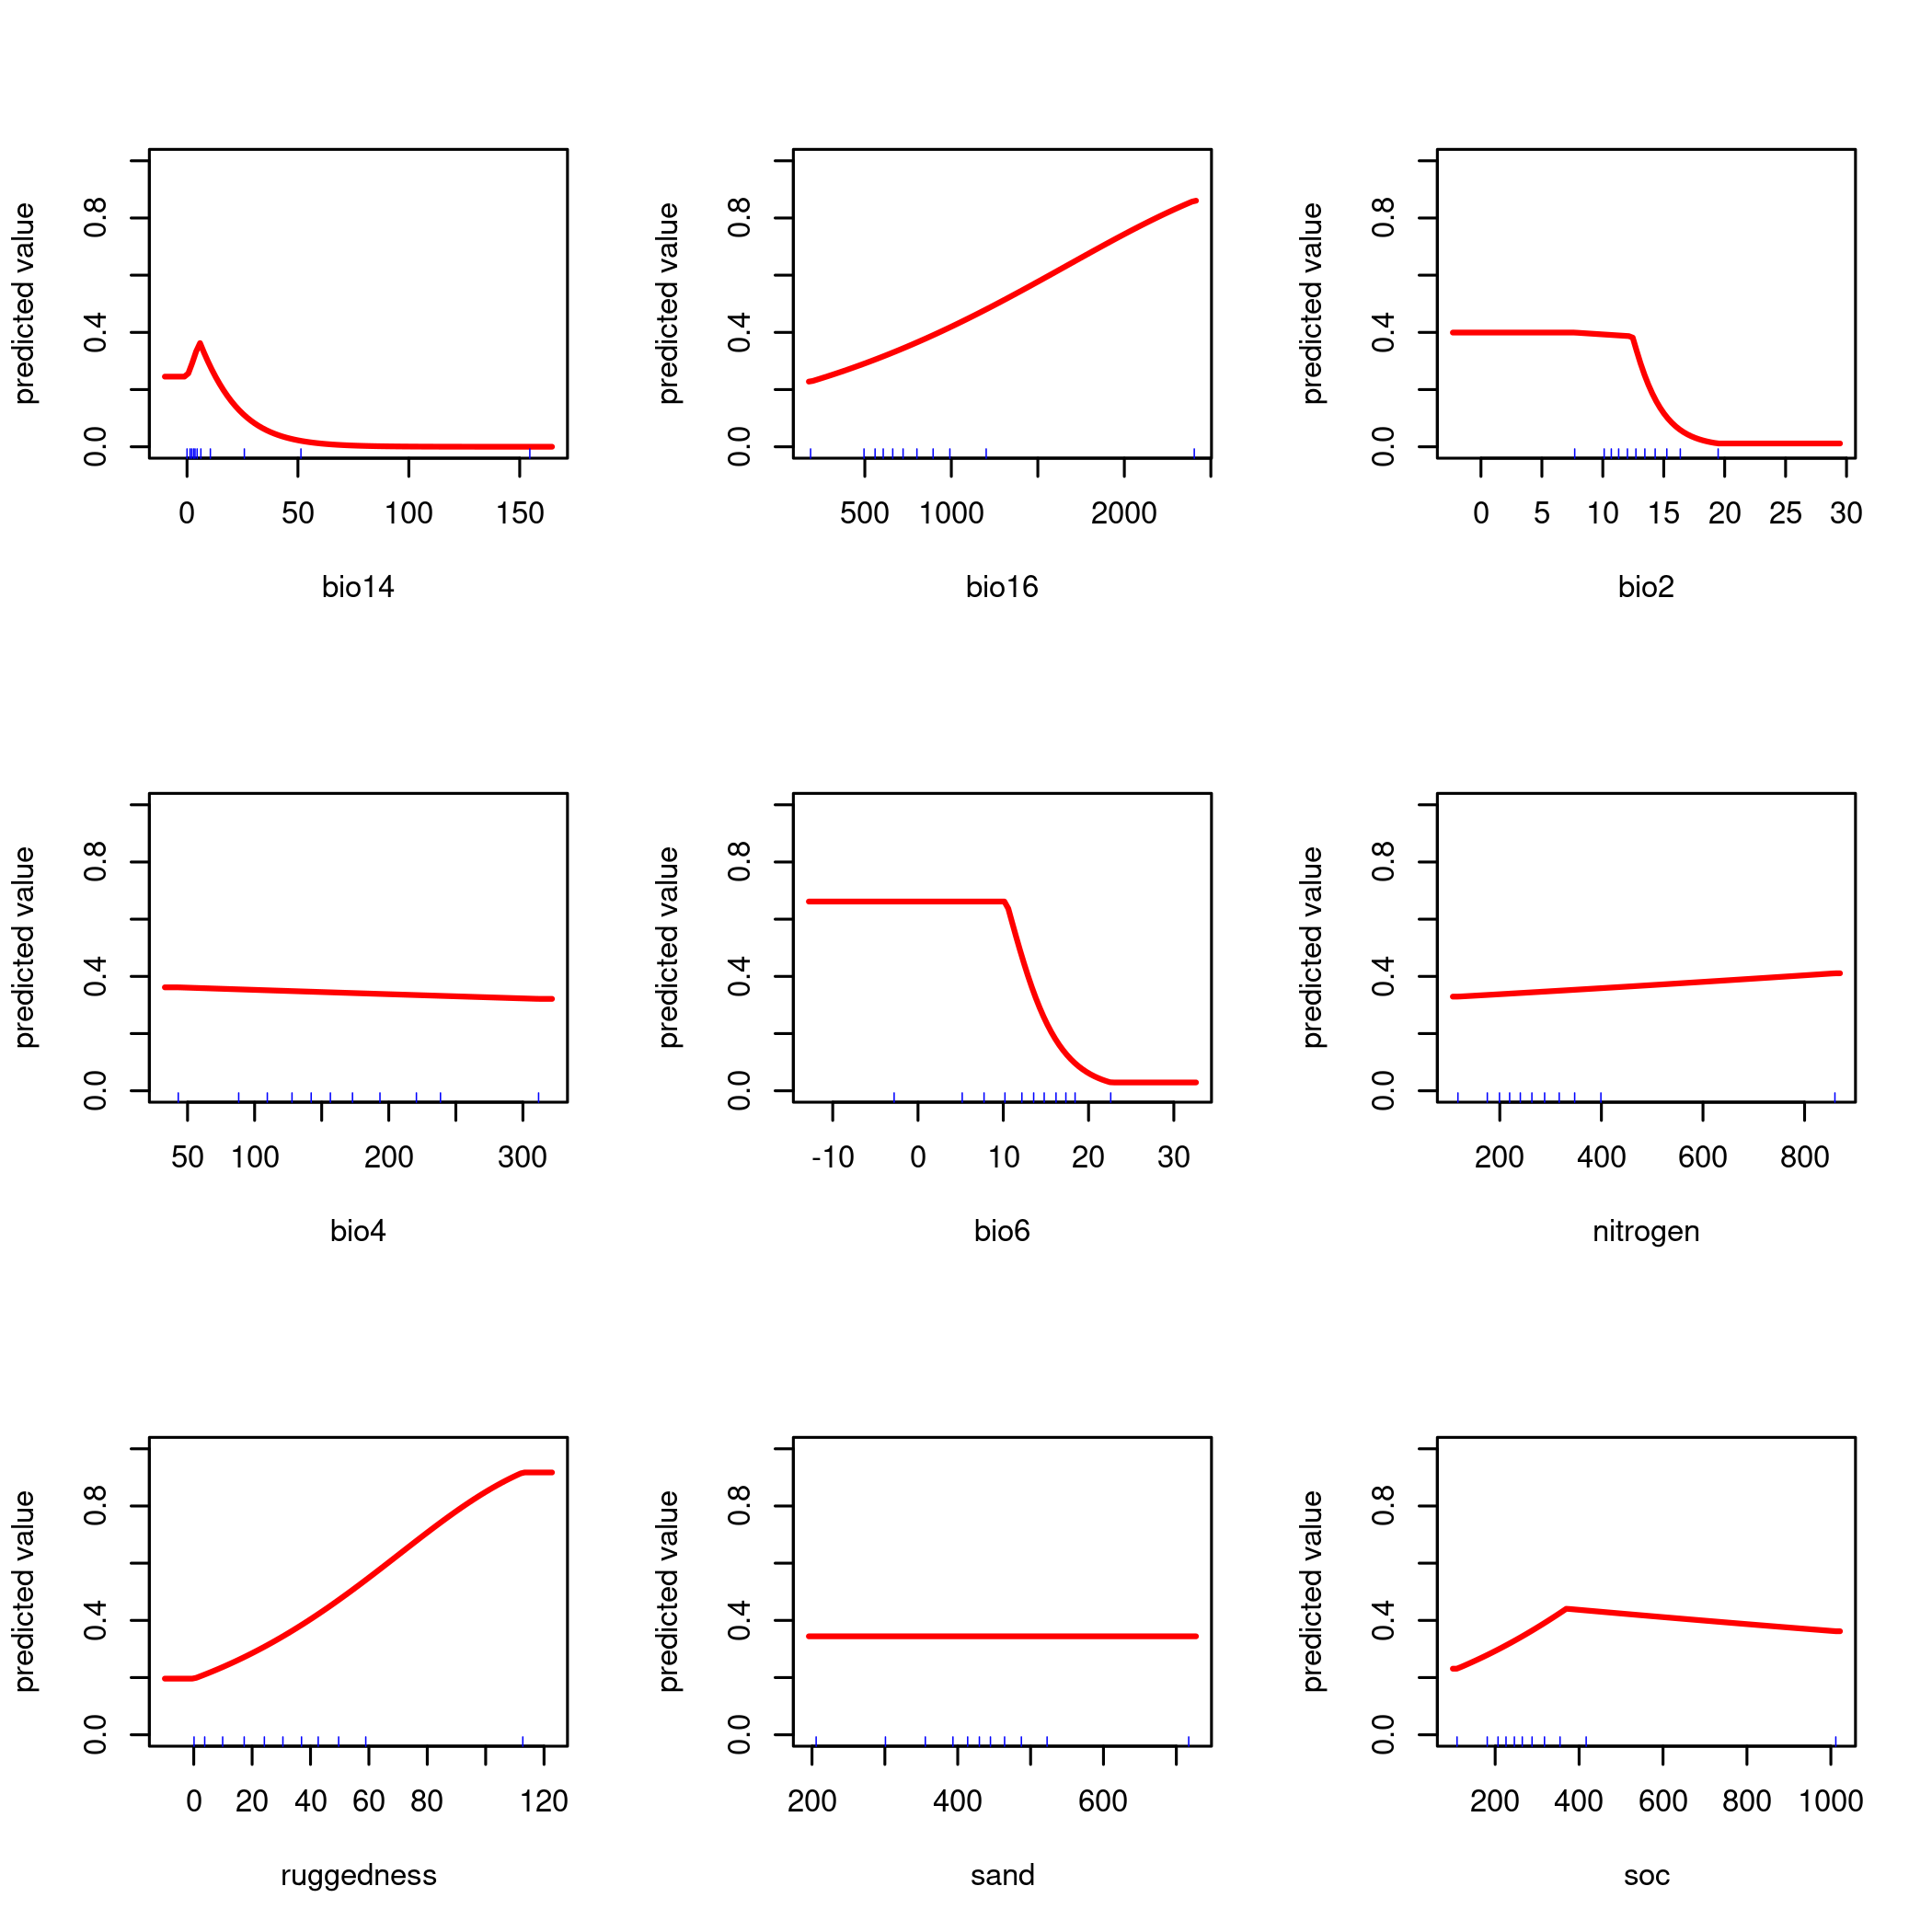 predicted value
0.0 0.4 0.8
0 50 100 150
bio14
predicted value
0.0 0.4 0.8
500 1000 2000
bio16
predicted value
0.0 0.4 0.8
0 5 10 15 20 25 30
bio2
predicted value
0.0 0.4 0.8
50 100 200 300
bio4
predicted value
0.0 0.4 0.8
-10 0 10 20 30
bio6
predicted value
0.0 0.4 0.8
200 400 600 800
nitrogen
predicted value
0.0 0.4 0.8
0 20 40 60 80 120
ruggedness
predicted value
0.0 0.4 0.8
200 400 600
sand
predicted value
0.0 0.4 0.8
200 400 600 800 1000
soc